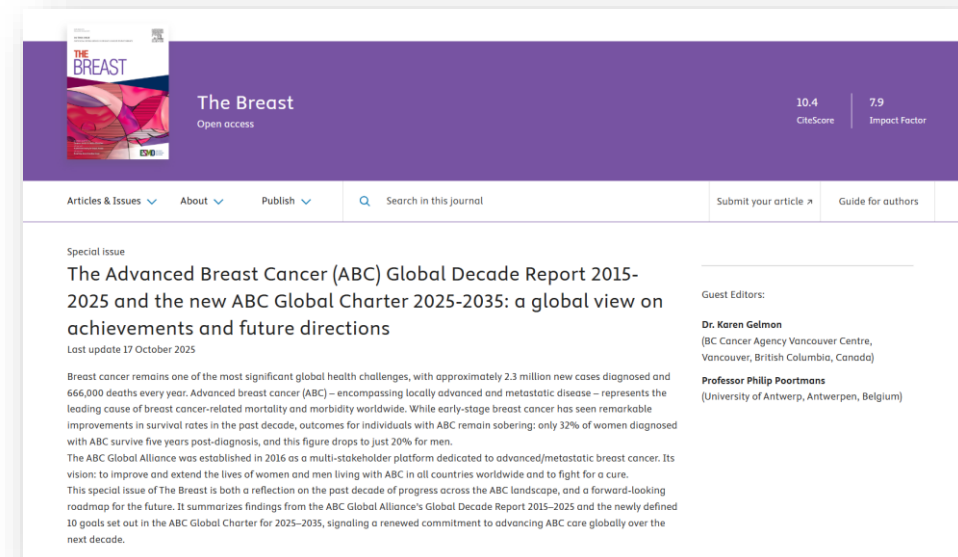 THE
BREAST
The Breast
Open access
10.4
CiteScore
7.9
Impact Factor
Articles & Issues
About
Publish
Search in this journal
Submit your article ↗
Guide for authors
Special issue
The Advanced Breast Cancer (ABC) Global Decade Report 2015-
2025 and the new ABC Global Charter 2025-2035: a global view on
achievements and future directions
Last update 17 October 2025
Breast cancer remains one of the most significant global health challenges, with approximately 2.3 million new cases diagnosed and
666,000 deaths every year. Advanced breast cancer (ABC) – encompassing locally advanced and metastatic disease – represents the
leading cause of breast cancer-related mortality and morbidity worldwide. While early-stage breast cancer has seen remarkable
improvements in survival rates in the past decade, outcomes for individuals with ABC remain sobering: only 32% of women diagnosed
with ABC survive five years post-diagnosis, and this figure drops to just 20% for men.
The ABC Global Alliance was established in 2016 as a multi-stakeholder platform dedicated to advanced/metastatic breast cancer. Its
vision: to improve and extend the lives of women and men living with ABC in all countries worldwide and to fight for a cure.
This special issue of The Breast is both a reflection on the past decade of progress across the ABC landscape, and a forward-looking
roadmap for the future. It summarizes findings from the ABC Global Alliance's Global Decade Report 2015–2025 and the newly defined
10 goals set out in the ABC Global Charter for 2025–2035, signaling a renewed commitment to advancing ABC care globally over the
next decade.
Guest Editors:
Dr. Karen Gelmon
(BC Cancer Agency Vancouver Centre,
Vancouver, British Columbia, Canada)
Professor Philip Poortmans
(University of Antwerp, Antwerpen, Belgium)